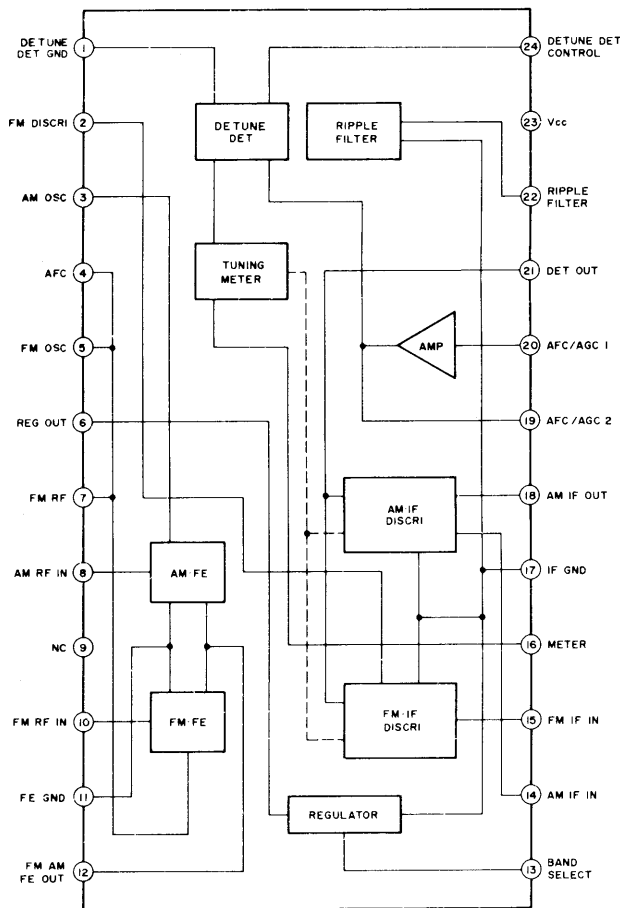 DETUNE
DET GND
1
FM DISCRI
2
AM OSC
3
AFC
4
FM OSC
5
REG OUT
6
FM RF
7
AM RF IN
8
NC
9
FM RF IN
10
FE GND
11
FM AM
FE OUT
12
DETUNE
DET
RIPPLE
FILTER
TUNING
METER
AMP
AM·IF
DISCRI
AM·FE
FM·FE
FM·IF
DISCRI
REGULATOR
24
DETUNE DET
CONTROL
23
Vcc
22
RIPPLE
FILTER
21
DET OUT
20
AFC/AGC 1
19
AFC/AGC 2
18
AM IF OUT
17
IF GND
16
METER
15
FM IF IN
14
AM IF IN
13
BAND
SELECT